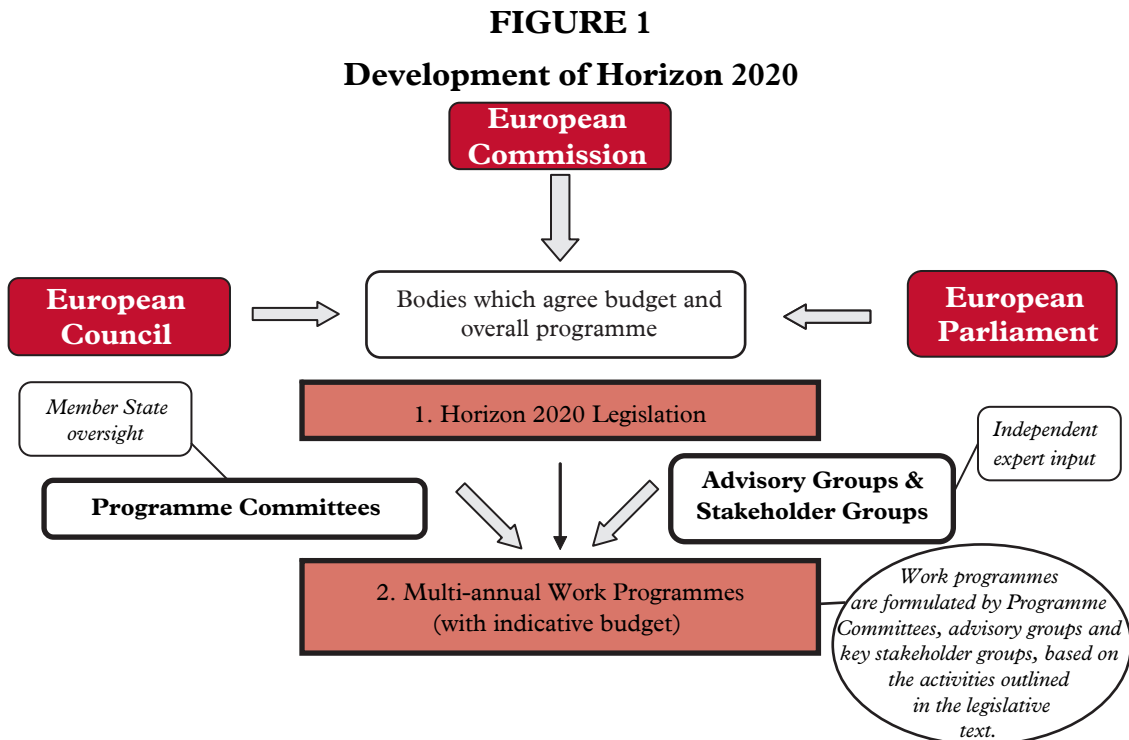 FIGURE 1
Development of Horizon 2020
European
Commission
European
Council
Bodies which agree budget and
overall programme
European
Parliament
Member State
oversight
1. Horizon 2020 Legislation
Independent
expert input
Programme Committees
Advisory Groups &
Stakeholder Groups
2. Multi-annual Work Programmes
(with indicative budget)
Work programmes
are formulated by Programme
Committees, advisory groups and
key stakeholder groups, based on
the activities outlined
in the legislative
text.